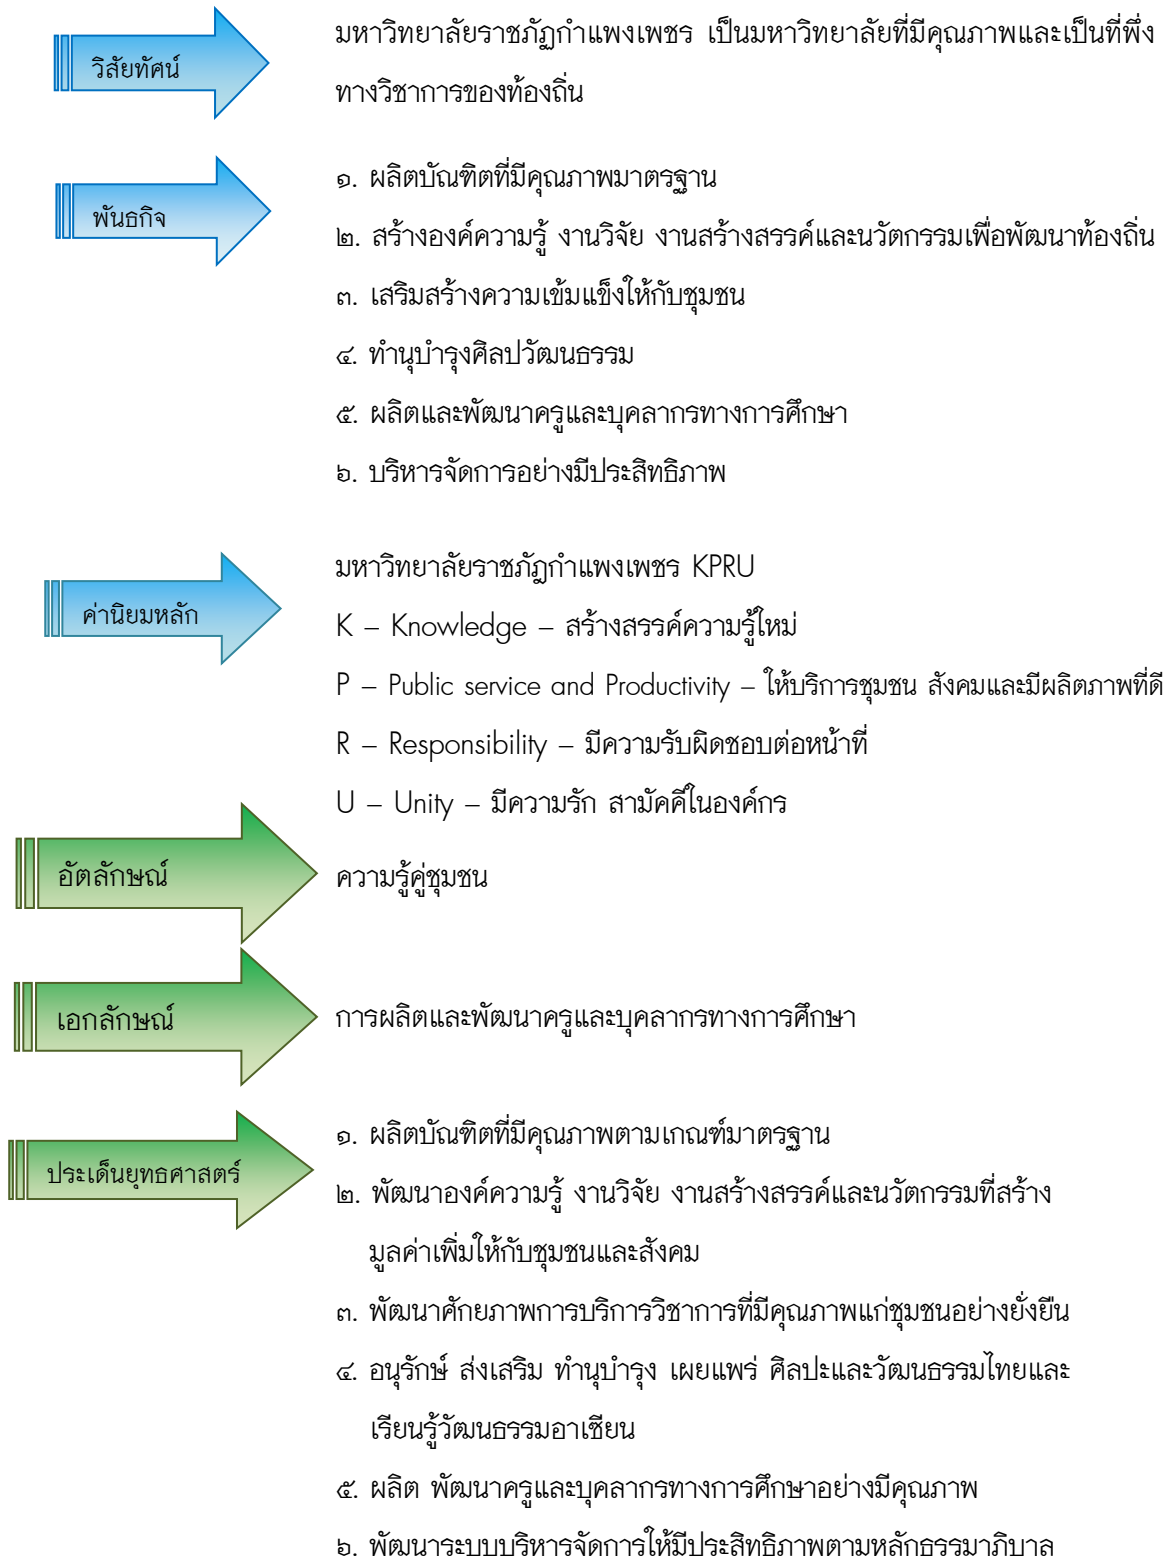 วิสัยทัศน์
มหาวิทยาลัยราชภัฏกำแพงเพชร เป็นมหาวิทยาลัยที่มีคุณภาพและเป็นที่พึ่ง
ทางวิชาการของท้องถิ่น
พันธกิจ
๑. ผลิตบัณฑิตที่มีคุณภาพมาตรฐาน
๒. สร้างองค์ความรู้ งานวิจัย งานสร้างสรรค์และนวัตกรรมเพื่อพัฒนาท้องถิ่น
๓. เสริมสร้างความเข้มแข็งให้กับชุมชน
๔. ทำนุบำรุงศิลปวัฒนธรรม
๕. ผลิตและพัฒนาครูและบุคลากรทางการศึกษา
๖. บริหารจัดการอย่างมีประสิทธิภาพ
ค่านิยมหลัก
มหาวิทยาลัยราชภัฏกำแพงเพชร KPRU
K – Knowledge – สร้างสรรค์ความรู้ใหม่
P – Public service and Productivity – ให้บริการชุมชน สังคมและมีผลิตภาพที่ดี
R – Responsibility – มีความรับผิดชอบต่อหน้าที่
U – Unity – มีความรัก สามัคคีในองค์กร
อัตลักษณ์
ความรู้คู่ชุมชน
เอกลักษณ์
การผลิตและพัฒนาครูและบุคลากรทางการศึกษา
ประเด็นยุทธศาสตร์
๑. ผลิตบัณฑิตที่มีคุณภาพตามเกณฑ์มาตรฐาน
๒. พัฒนาองค์ความรู้ งานวิจัย งานสร้างสรรค์และนวัตกรรมที่สร้าง
มูลค่าเพิ่มให้กับชุมชนและสังคม
๓. พัฒนาศักยภาพการบริการวิชาการที่มีคุณภาพแก่ชุมชนอย่างยั่งยืน
๔. อนุรักษ์ ส่งเสริม ทำนุบำรุง เผยแพร่ ศิลปะและวัฒนธรรมไทยและ
เรียนรู้วัฒนธรรมอาเซียน
๕. ผลิต พัฒนาครูและบุคลากรทางการศึกษาอย่างมีคุณภาพ
๖. พัฒนาระบบบริหารจัดการให้มีประสิทธิภาพตามหลักธรรมาภิบาล